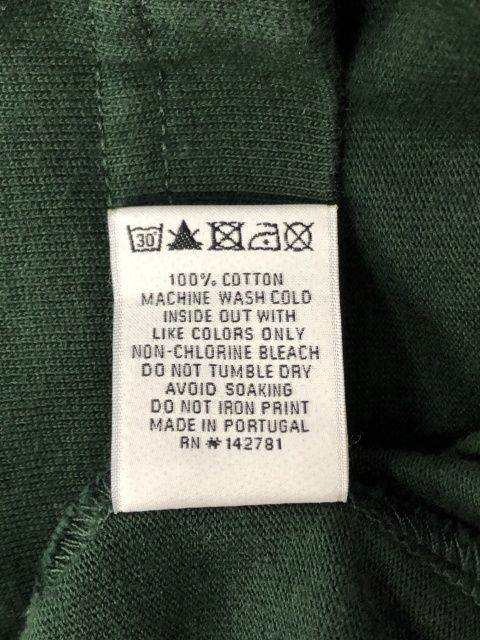 30
100% COTTON
MACHINE WASH COLD
INSIDE OUT WITH
LIKE COLORS ONLY
NON-CHLORINE BLEACH
DO NOT TUMBLE DRY
AVOID SOAKING
DO NOT IRON PRINT
MADE IN PORTUGAL
RN #142781